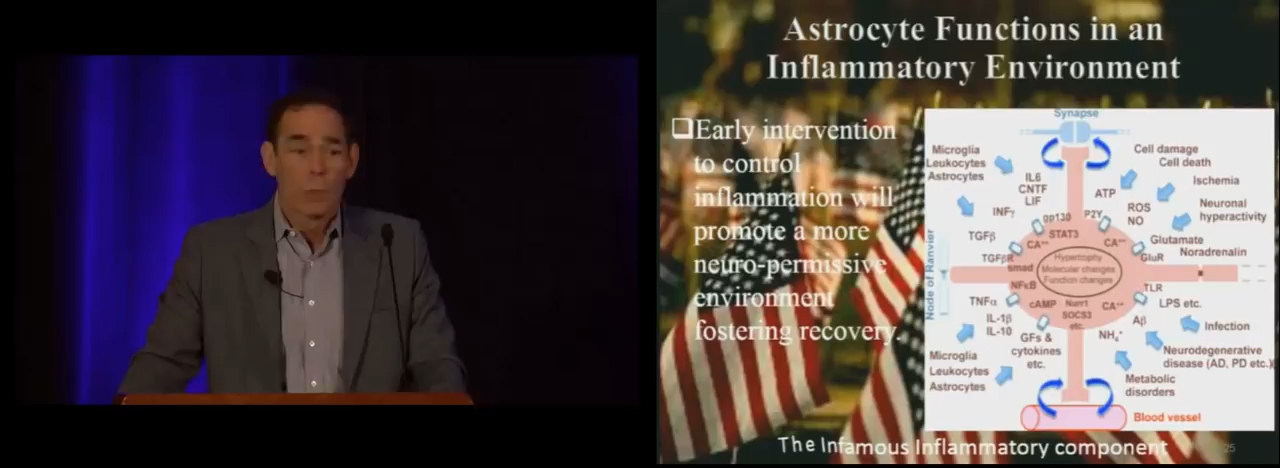 Astrocyte Functions in an
Inflammatory Environment
Early intervention
to control
inflammation will
promote a more
neuro-permissive
environment
fostering recovery.
Synapse
Microglia
Leukocytes
Astrocytes
Cell damage
Cell death
Ischemia
Neuronal
hyperactivity
IL6
CNTF
LIF
ATP
ROS
NO
INFγ
gp130
P2Y
STAT3
TGFβ
CA⁺⁺
CA⁺⁺
Glutamate
Noradrenalin
GluR
TGFβR
smad
Hypertrophy
Molecular changes
Function changes
Node of Ranvier
NFκB
TLR
TNFα
cAMP
Nurr1
SOCS3
etc.
CA⁺⁺
LPS etc.
IL-1β
IL-10
Aβ
Infection
GFs &
cytokines
etc.
NH₄⁺
Neurodegenerative
disease (AD, PD etc.)
Microglia
Leukocytes
Astrocytes
Metabolic
disorders
Blood vessel
The Infamous Inflammatory component
25